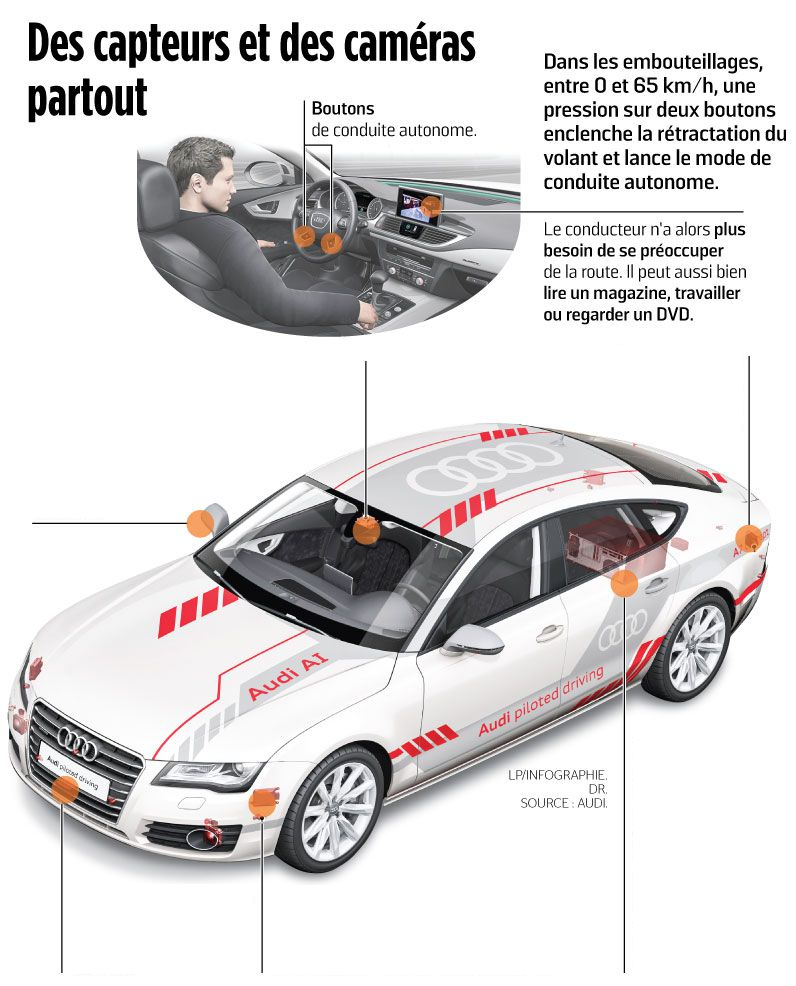 Des capteurs et des caméras
partout
Boutons
de conduite autonome.
Dans les embouteillages,
entre 0 et 65 km/h, une
pression sur deux boutons
enclenche la rétractation du
volant et lance le mode de
conduite autonome.
Le conducteur n'a alors plus
besoin de se préoccuper
de la route. Il peut aussi bien
lire un magazine, travailler
ou regarder un DVD.
Audi AI
Audi piloted driving
Audi piloted driving
LP/INFOGRAPHIE.
DR.
SOURCE : AUDI.